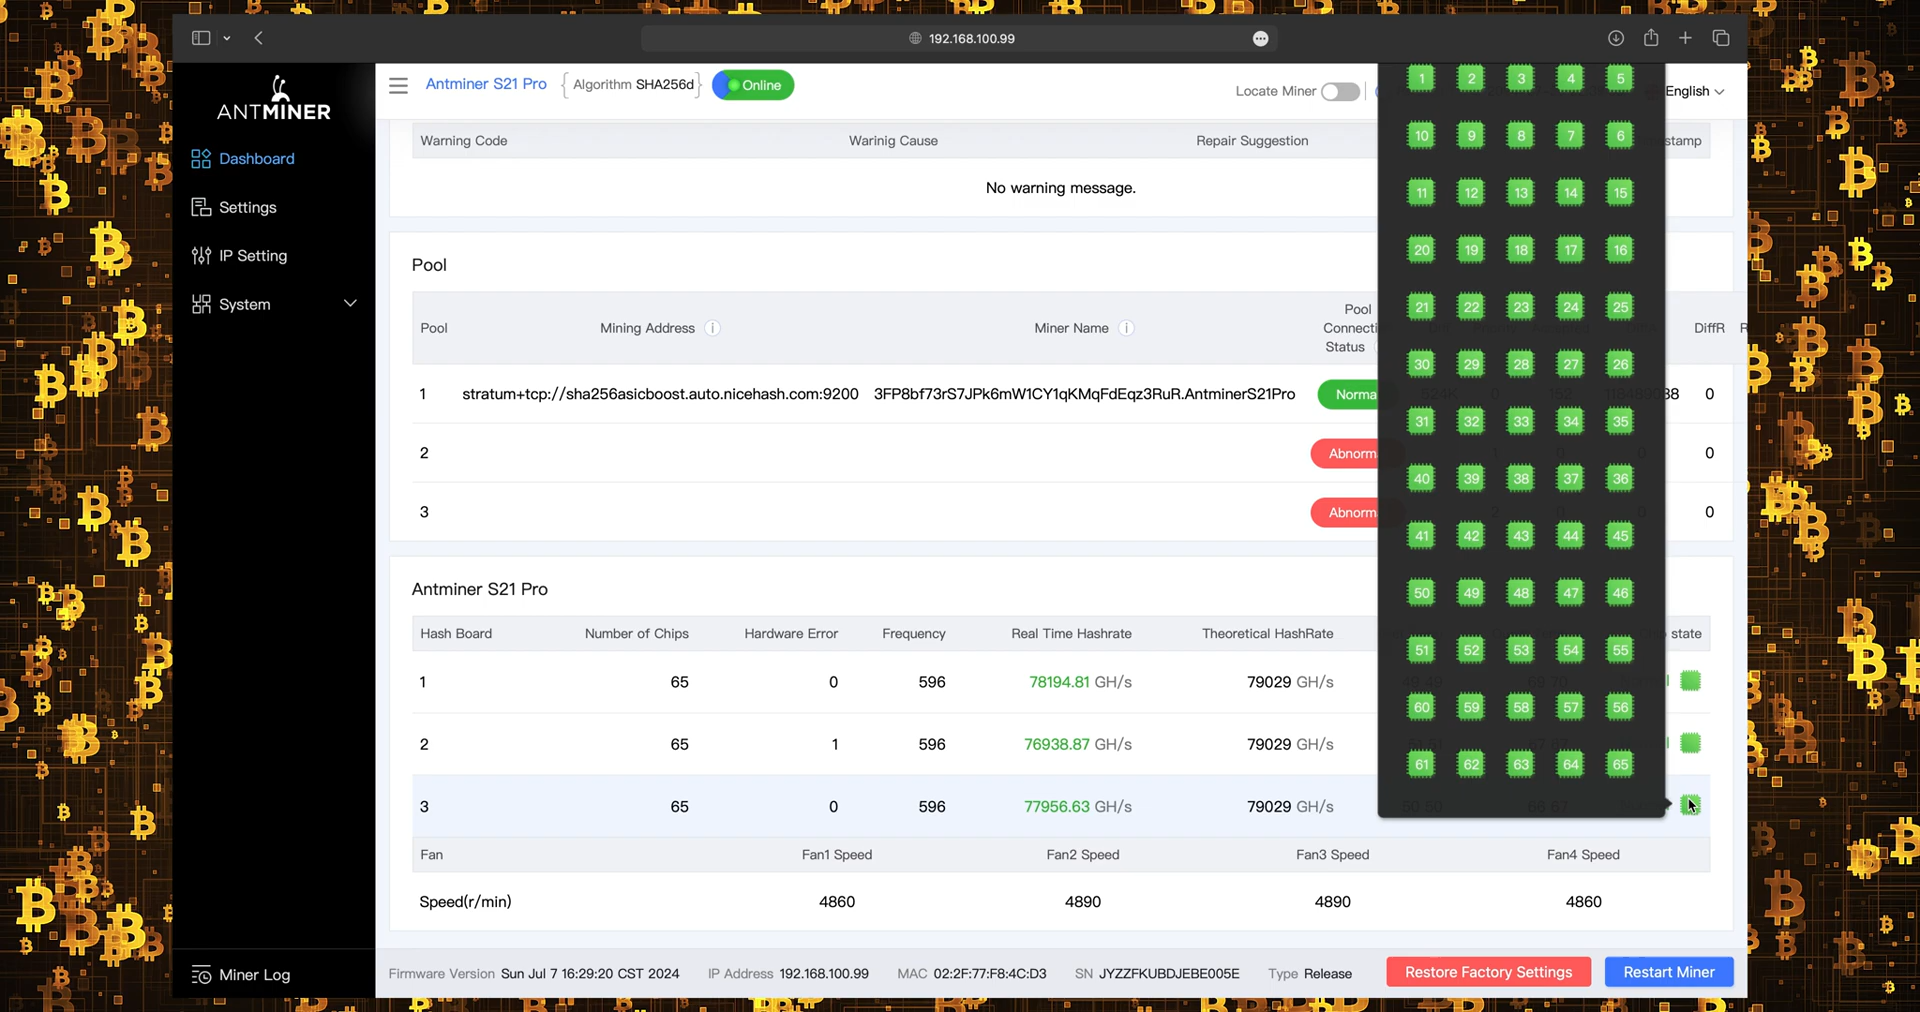 192.168.100.99
ANTMINER
Antminer S21 Pro
Algorithm SHA256d
Online
Locate Miner
English
Dashboard
Settings
IP Setting
System
Miner Log
Warning Code Warinig Cause Repair Suggestion stamp
No warning message.
Pool
Pool Mining Address Miner Name Pool Connecti Status DiffR R
1 stratum+tcp://sha256asicboost.auto.nicehash.com:9200 3FP8bf73rS7JPk6mW1CY1qKMqFdEqz3RuR.AntminerS21Pro Norma 0
2 Abnorm 0
3 Abnorm 0
Antminer S21 Pro
Hash Board Number of Chips Hardware Error Frequency Real Time Hashrate Theoretical HashRate state
1 65 0 596 78194.81 GH/s 79029 GH/s
2 65 1 596 76938.87 GH/s 79029 GH/s
3 65 0 596 77956.63 GH/s 79029 GH/s
Fan Fan1 Speed Fan2 Speed Fan3 Speed Fan4 Speed
Speed(r/min) 4860 4890 4890 4860
1 2 3 4 5
10 9 8 7 6
11 12 13 14 15
20 19 18 17 16
21 22 23 24 25
30 29 28 27 26
31 32 33 34 35
40 39 38 37 36
41 42 43 44 45
50 49 48 47 46
51 52 53 54 55
60 59 58 57 56
61 62 63 64 65
Firmware Version Sun Jul 7 16:29:20 CST 2024 IP Address 192.168.100.99 MAC 02:2F:77:F8:4C:D3 SN JYZZFKUBDJEBE005E Type Release
Restore Factory Settings
Restart Miner